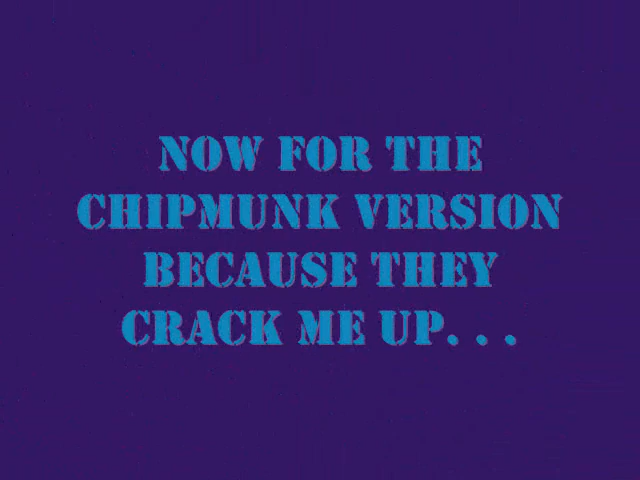 NOW FOR THE
CHIPMUNK VERSION
BECAUSE THEY
CRACK ME UP. . .